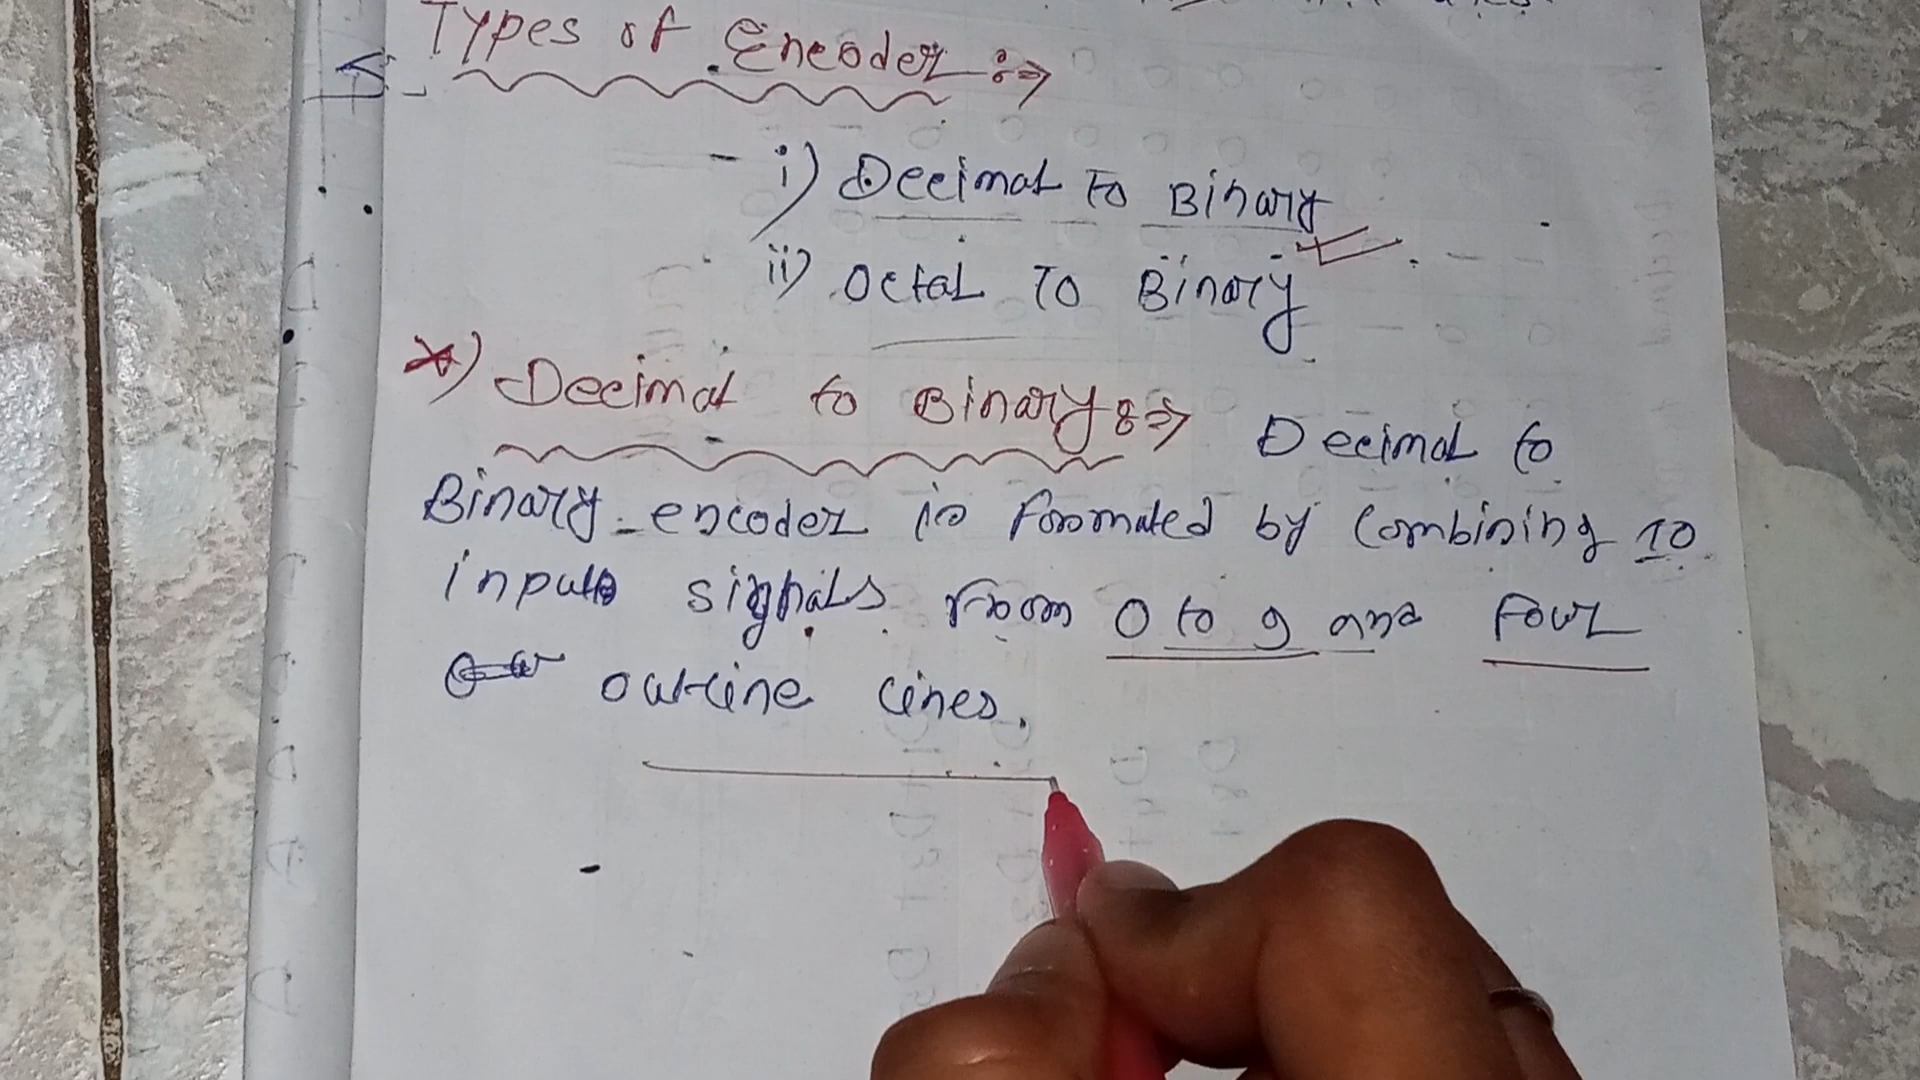 Types of Encoder :⇒
i) Decimal To Binary
ii) Octal To Binary
*) Decimal to Binary :⇒ Decimal to
Binary encoder is formated by combining 10
inputs signals from 0 to 9 and four
outline lines.